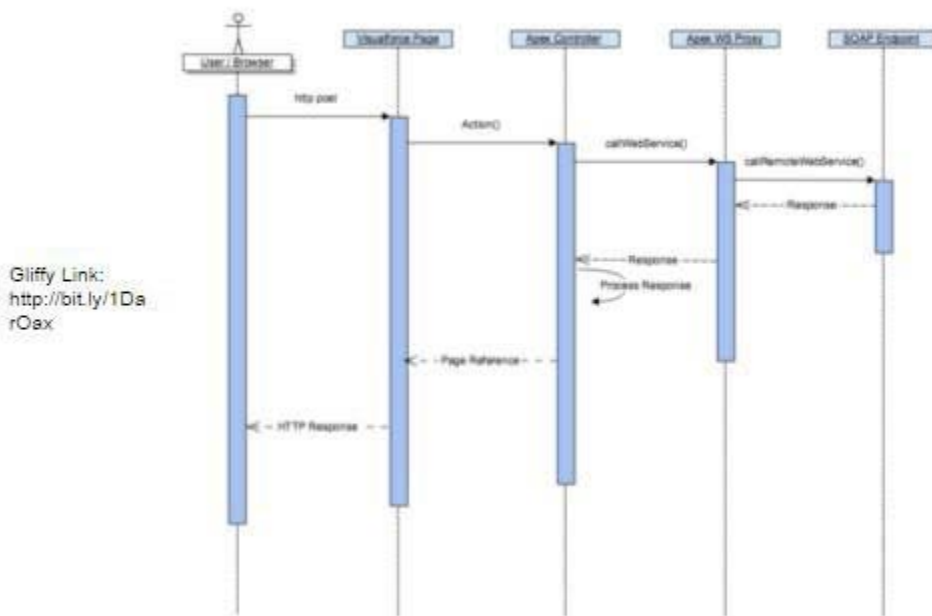 User / Browser
Visualforce Page
Apex Controller
Apex WS Proxy
SOAP Endpoint
http post
Action()
callWebService()
callRemoteWebService()
Response
Response
Process Response
Page Reference
HTTP Response
Gliffy Link:
http://bit.ly/1Da
rOax